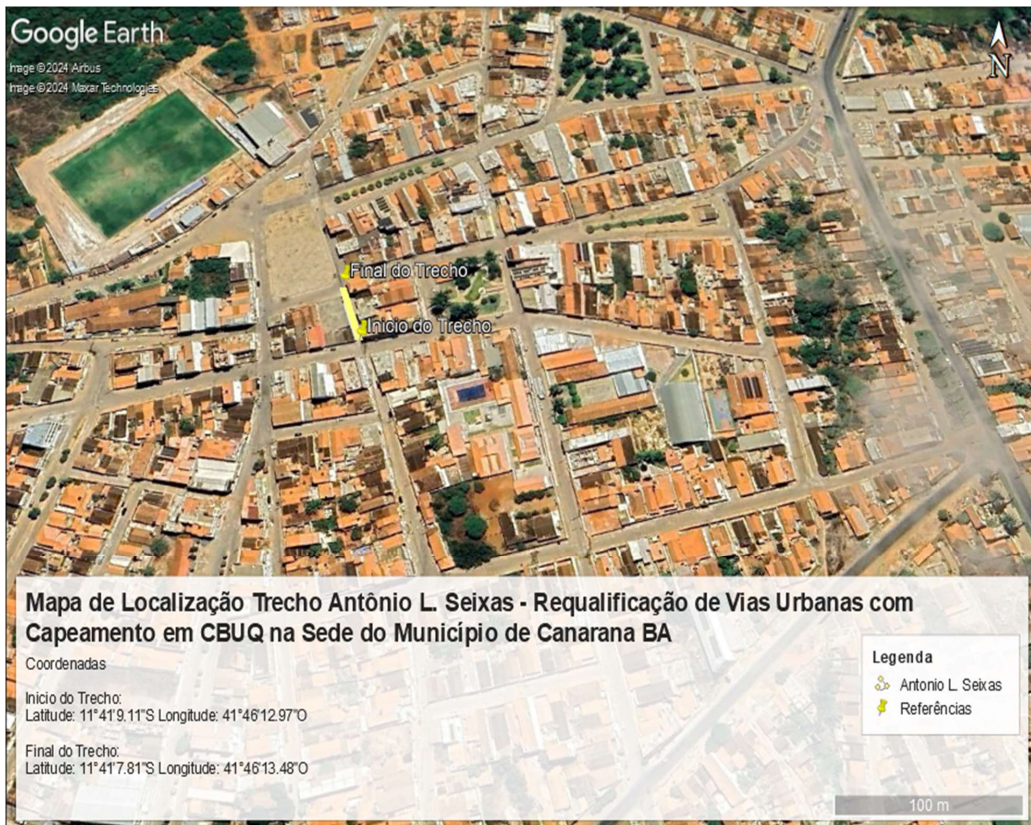 Google Earth
Image © 2024 Airbus
Image © 2024 Maxar Technologies
N
Final do Trecho
Inicio do Trecho
Mapa de Localização Trecho Antônio L. Seixas - Requalificação de Vias Urbanas com
Capeamento em CBUQ na Sede do Município de Canarana BA
Coordenadas
Inicio do Trecho:
Latitude: 11°41'9.11"S Longitude: 41°46'12.97"O
Final do Trecho:
Latitude: 11°41'7.81"S Longitude: 41°46'13.48"O
Legenda
Antonio L. Seixas
Referências
100 m